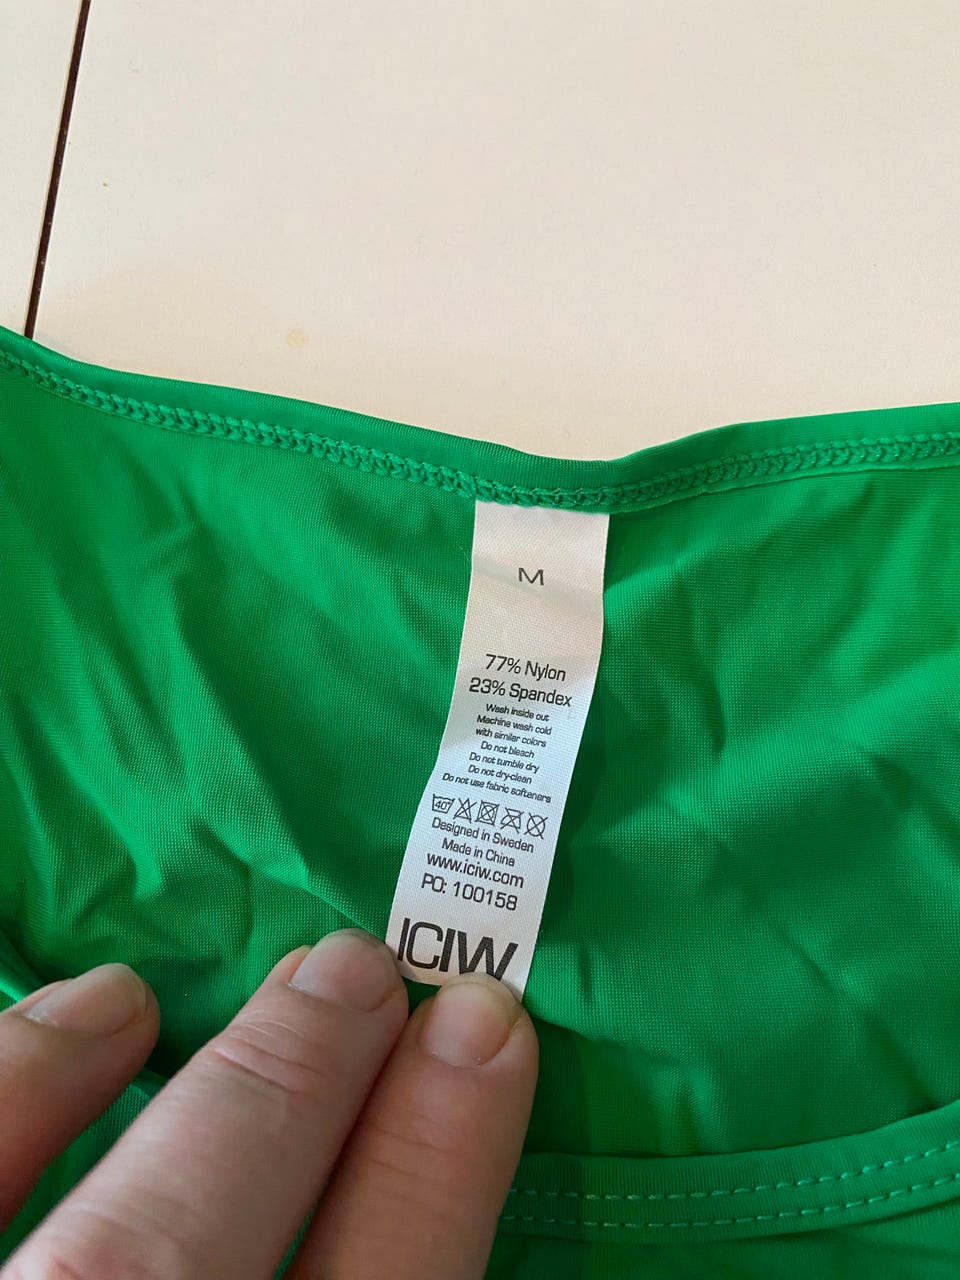 M
77% Nylon
23% Spandex
Wash inside out
Machine wash cold
with similar colors
Do not bleach
Do not tumble dry
Do not dry-clean
Do not use fabric softeners
40°
Designed in Sweden
Made in China
www.iciw.com
PO: 100158
ICIW